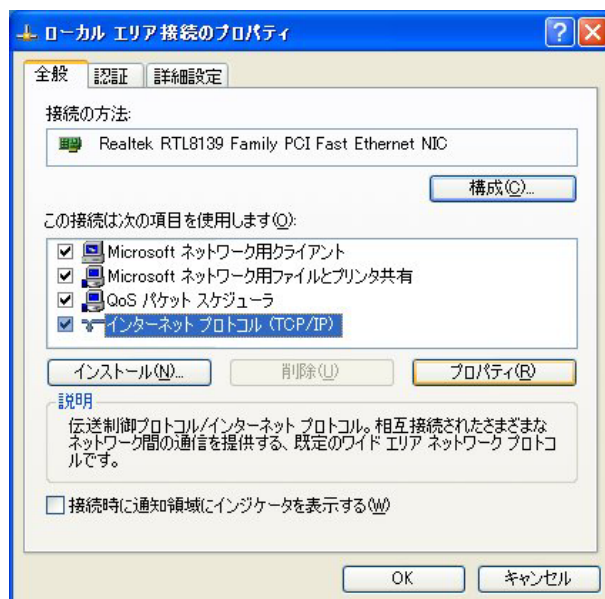 ローカル エリア接続のプロパティ
全般 認証 詳細設定
接続の方法:
Realtek RTL8139 Family PCI Fast Ethernet NIC
構成(C)...
この接続は次の項目を使用します(O):
Microsoft ネットワーク用クライアント
Microsoft ネットワーク用ファイルとプリンタ共有
QoS パケット スケジューラ
インターネット プロトコル (TCP/IP)
インストール(N)... 削除(U) プロパティ(R)
説明
伝送制御プロトコル/インターネット プロトコル。相互接続されたさまざまな
ネットワーク間の通信を提供する、既定のワイド エリア ネットワーク プロトコ
ルです。
接続時に通知領域にインジケータを表示する(W)
OK キャンセル